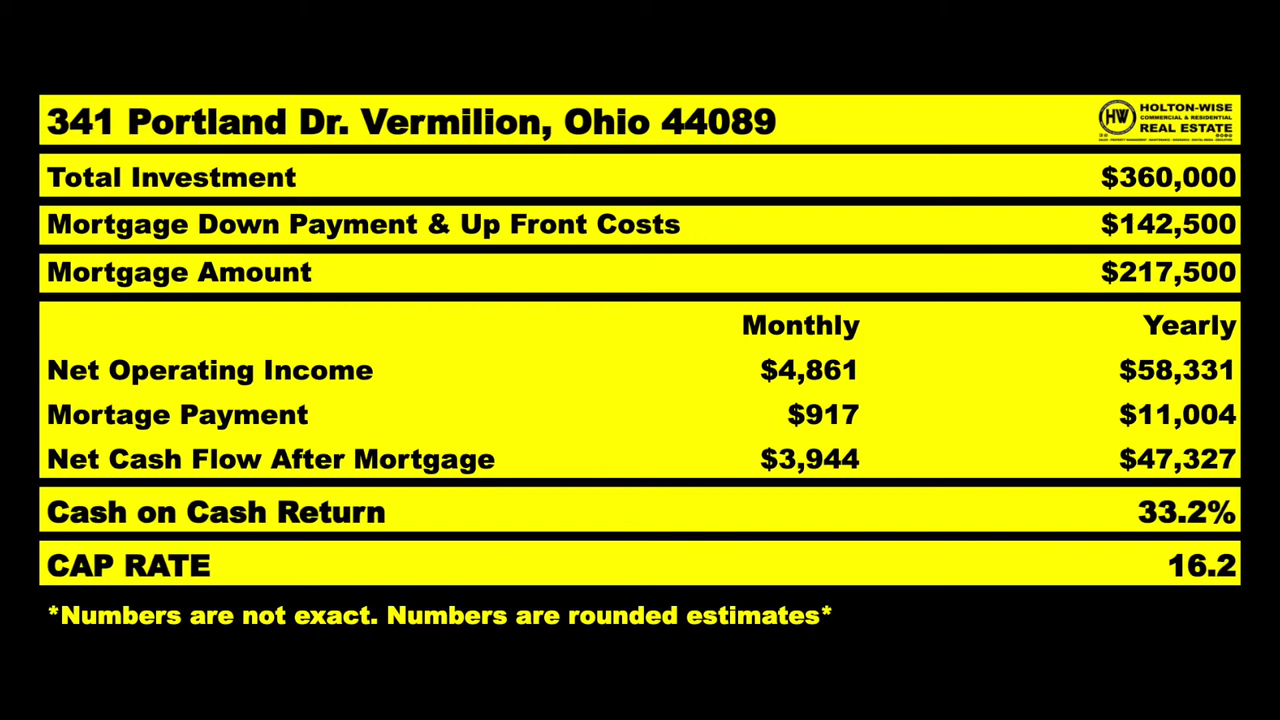 341 Portland Dr. Vermilion, Ohio 44089
HW
HOLTON-WISE
COMMERCIAL & RESIDENTIAL
REAL ESTATE
Total Investment $360,000
Mortgage Down Payment & Up Front Costs $142,500
Mortgage Amount $217,500
Monthly Yearly
Net Operating Income $4,861 $58,331
Mortage Payment $917 $11,004
Net Cash Flow After Mortgage $3,944 $47,327
Cash on Cash Return 33.2%
CAP RATE 16.2
*Numbers are not exact. Numbers are rounded estimates*